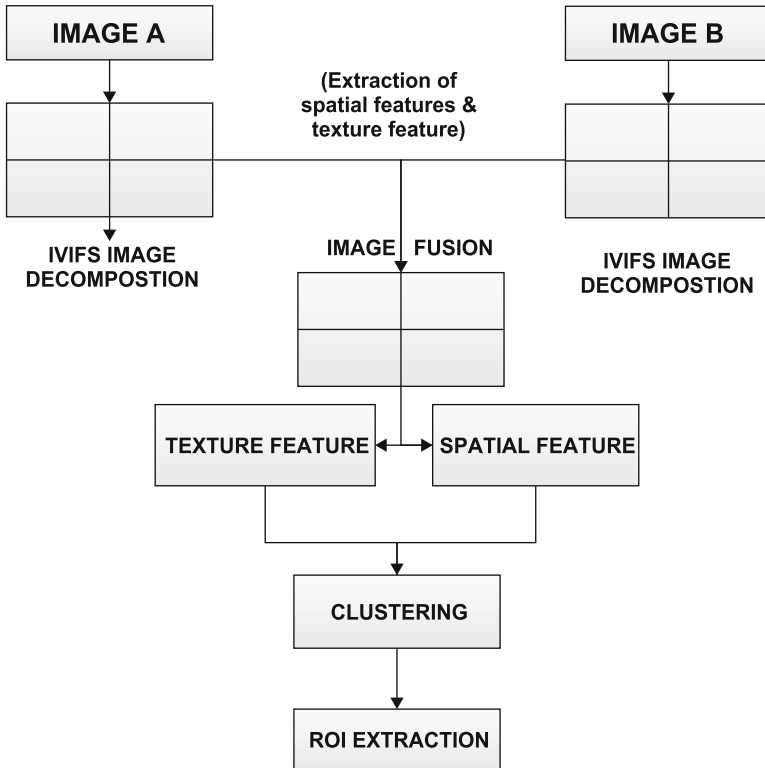 IMAGE A
IMAGE B
(Extraction of
spatial features &
texture feature)
IVIFS IMAGE
DECOMPOSTION
IMAGE FUSION
IVIFS IMAGE
DECOMPOSTION
TEXTURE FEATURE
SPATIAL FEATURE
CLUSTERING
ROI EXTRACTION